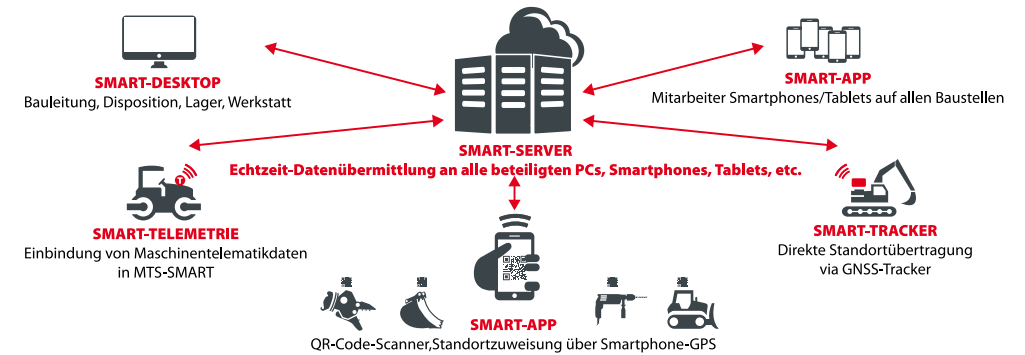 SMART-DESKTOP
Bauleitung, Disposition, Lager, Werkstatt
SMART-APP
Mitarbeiter Smartphones/Tablets auf allen Baustellen
SMART-SERVER
Echtzeit-Datenübermittlung an alle beteiligten PCs, Smartphones, Tablets, etc.
T
SMART-TELEMETRIE
Einbindung von Maschinentelematikdaten
in MTS-SMART
SMART-TRACKER
Direkte Standortübertragung
via GNSS-Tracker
SMART-APP
QR-Code-Scanner,Standortzuweisung über Smartphone-GPS